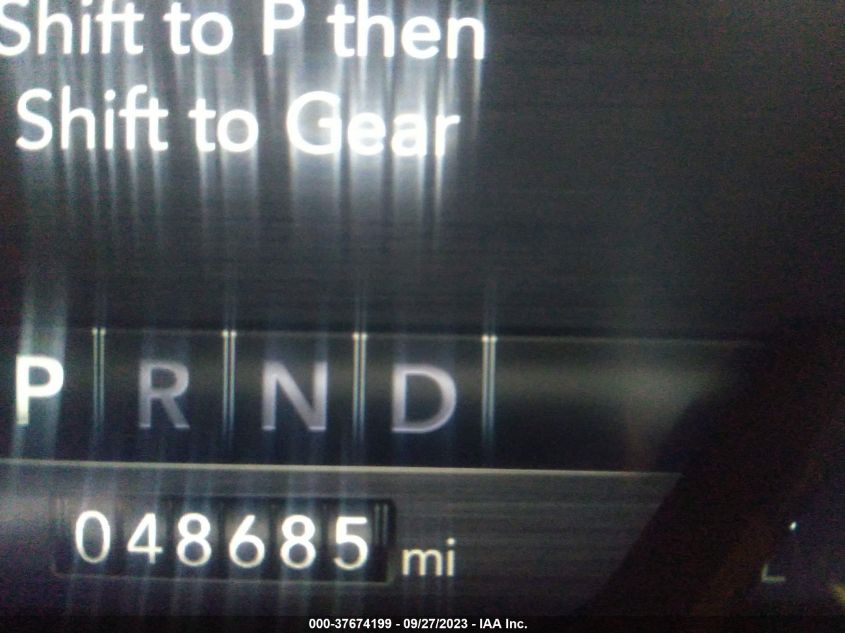 Shift to P then
Shift to Gear
P R N D
048685 mi
000-37674199 - 09/27/2023 - IAA Inc.